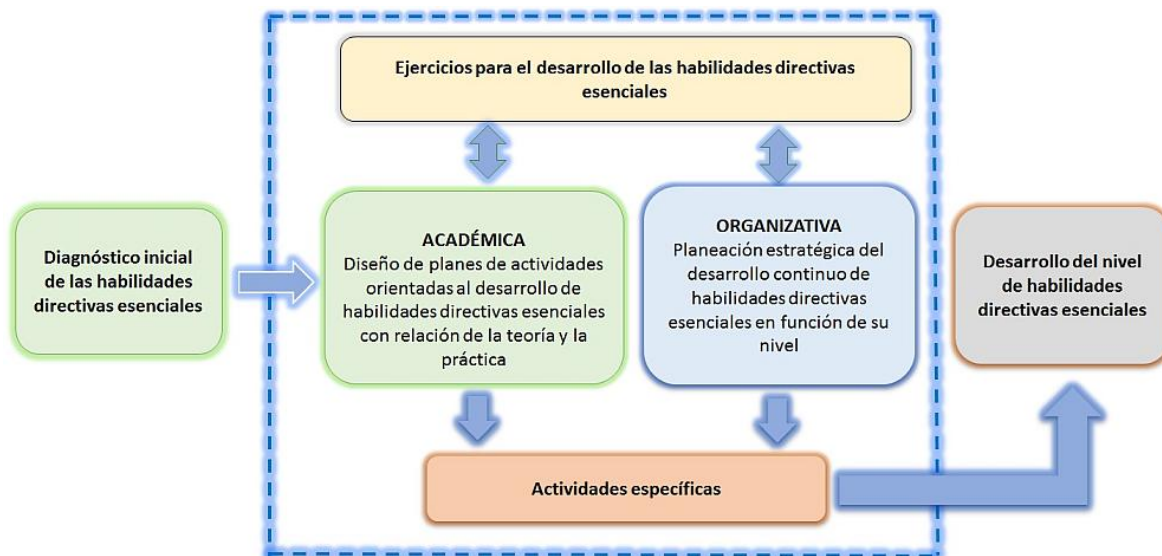 Ejercicios para el desarrollo de las habilidades directivas
esenciales
Diagnóstico inicial
de las habilidades
directivas esenciales
ACADÉMICA
Diseño de planes de actividades
orientadas al desarrollo de
habilidades directivas esenciales
con relación de la teoría y la
práctica
ORGANIZATIVA
Planeación estratégica del
desarrollo continuo de
habilidades directivas
esenciales en función de su
nivel
Desarrollo del nivel
de habilidades
directivas esenciales
Actividades específicas